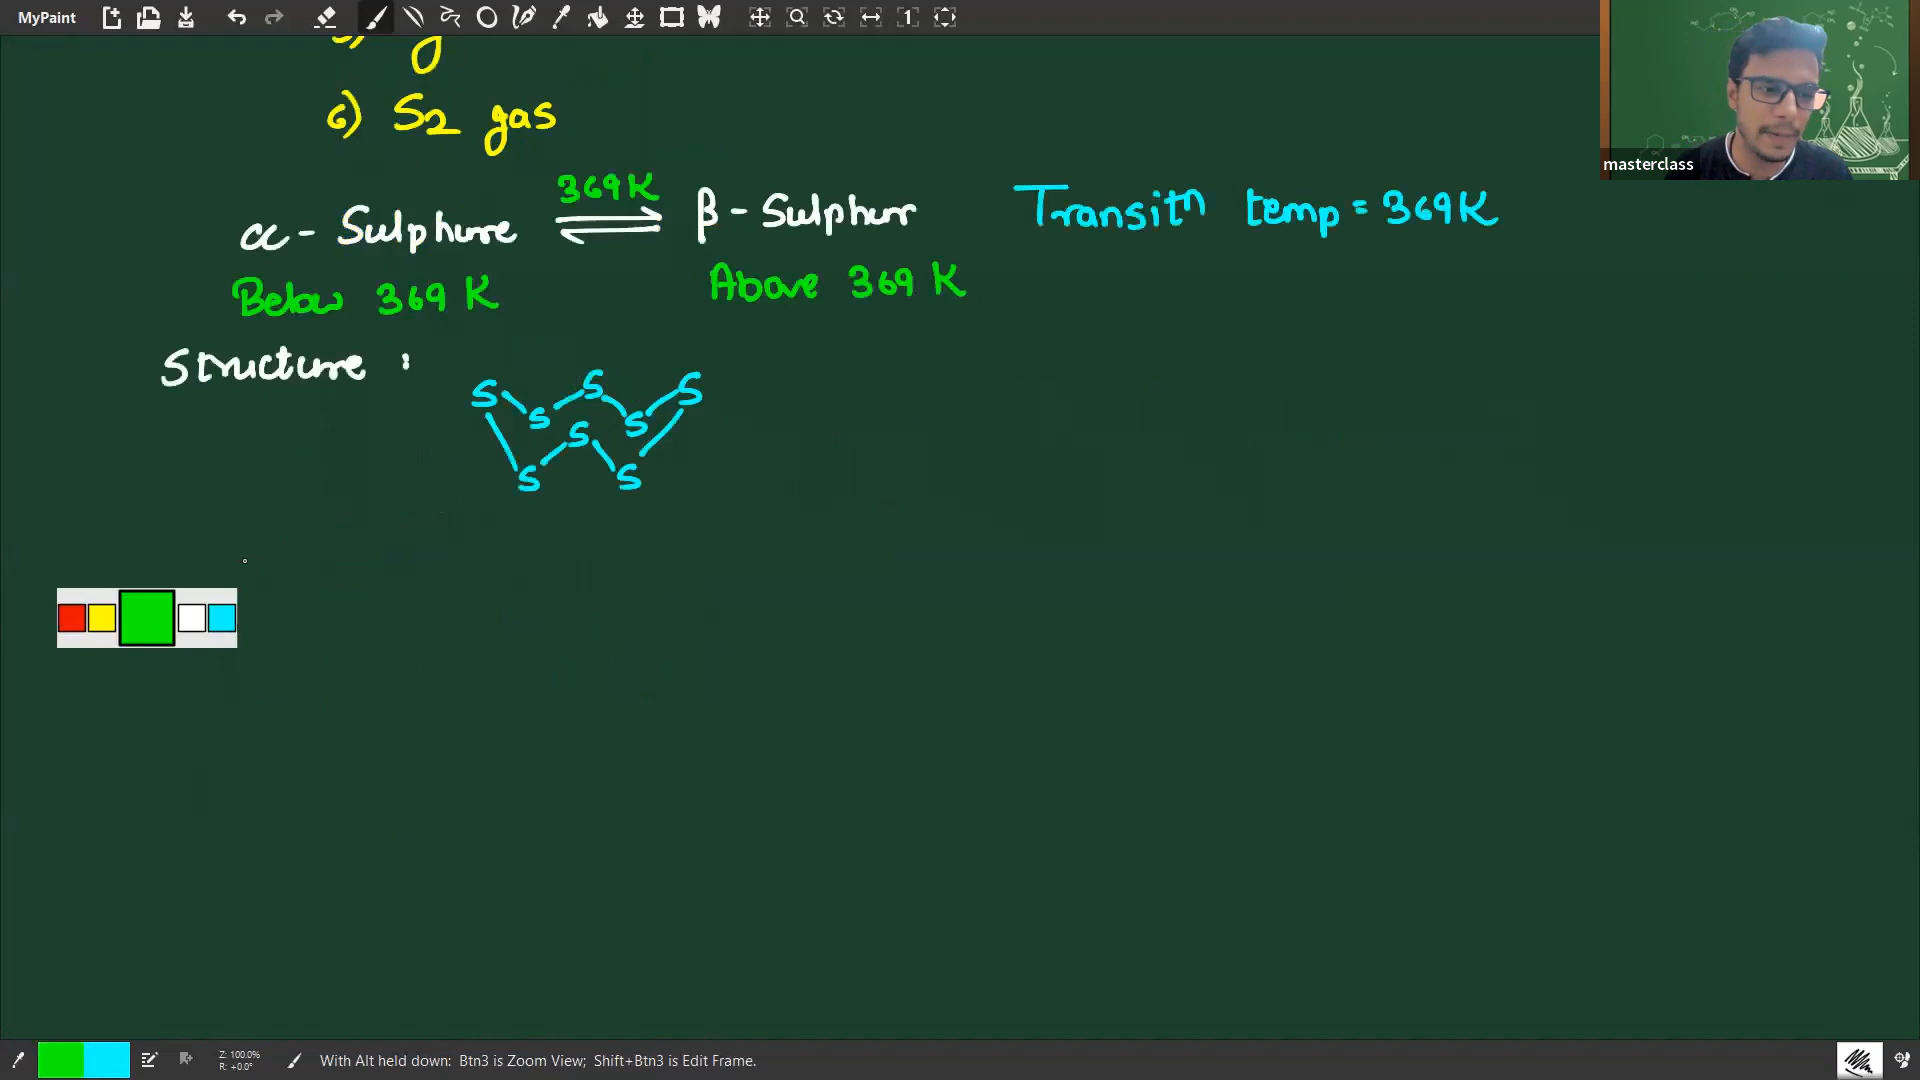 MyPaint
masterclass
6) S2 gas
369K
α - Sulphure ⇌ β - Sulphur Transitⁿ temp = 369K
Below 369 K Above 369 K
Structure :
S S S
S S
S
S S
Z: 100.0%
R: +0.0°
With Alt held down: Btn3 is Zoom View; Shift+Btn3 is Edit Frame.